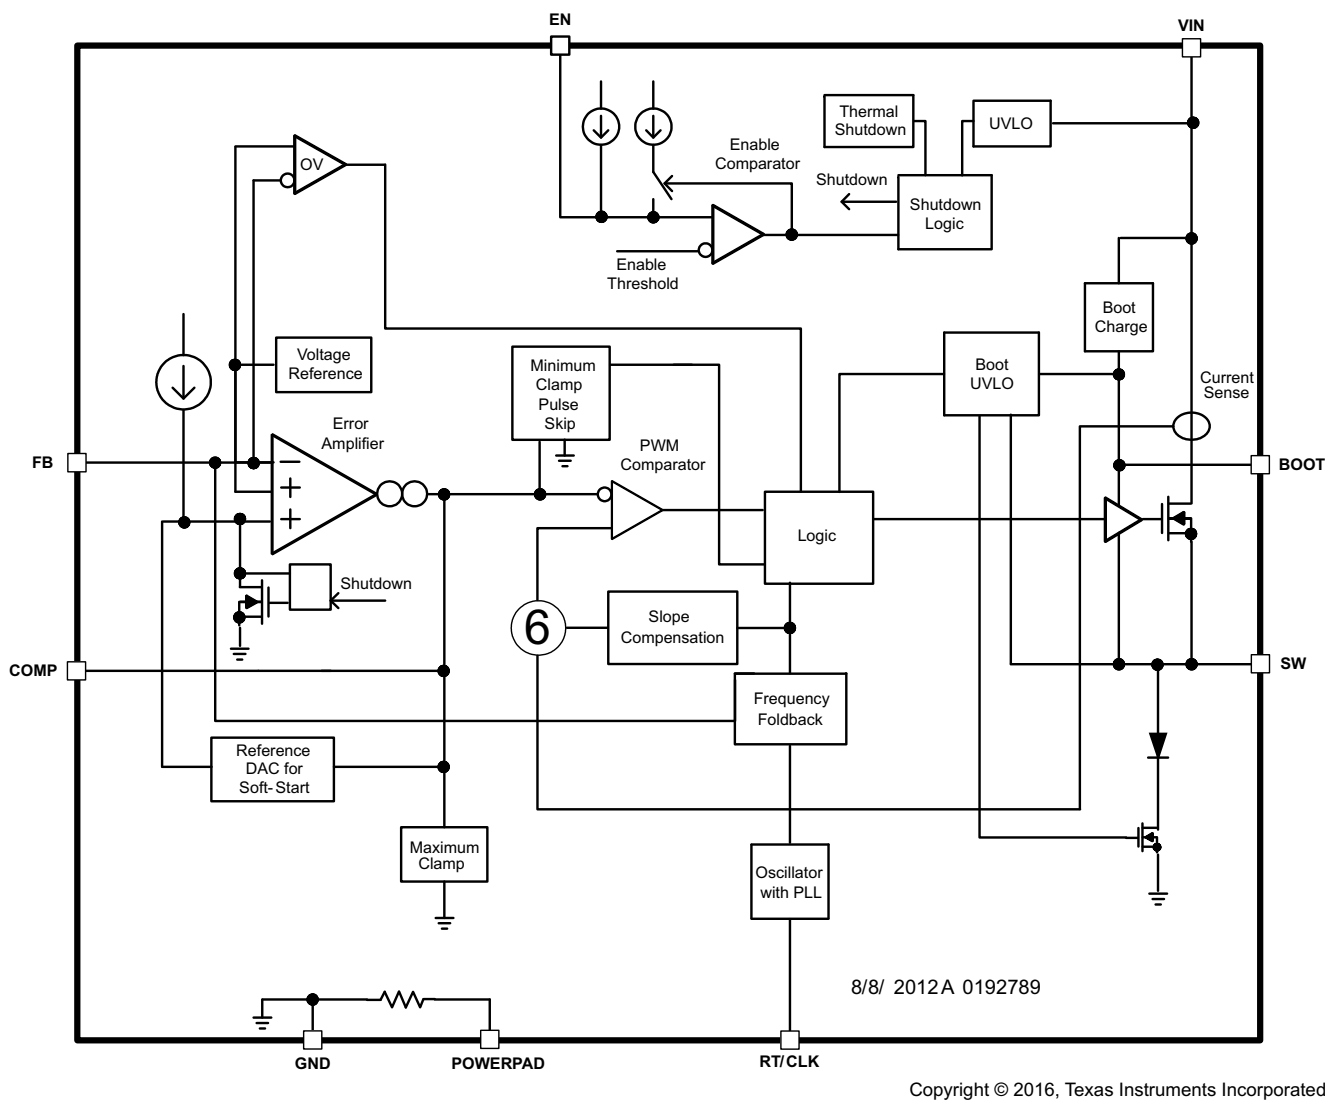 EN
VIN
Thermal
Shutdown
UVLO
OV
Enable
Comparator
Shutdown
Shutdown
Logic
Enable
Threshold
Boot
Charge
Voltage
Reference
Minimum
Clamp
Pulse
Skip
Boot
UVLO
Current
Sense
Error
Amplifier
PWM
Comparator
FB
BOOT
−
+
+
Logic
Shutdown
6
Slope
Compensation
COMP
SW
Frequency
Foldback
Reference
DAC for
Soft-Start
Maximum
Clamp
Oscillator
with PLL
8/8/ 2012A 0192789
GND
POWERPAD
RT/CLK
Copyright © 2016, Texas Instruments Incorporated